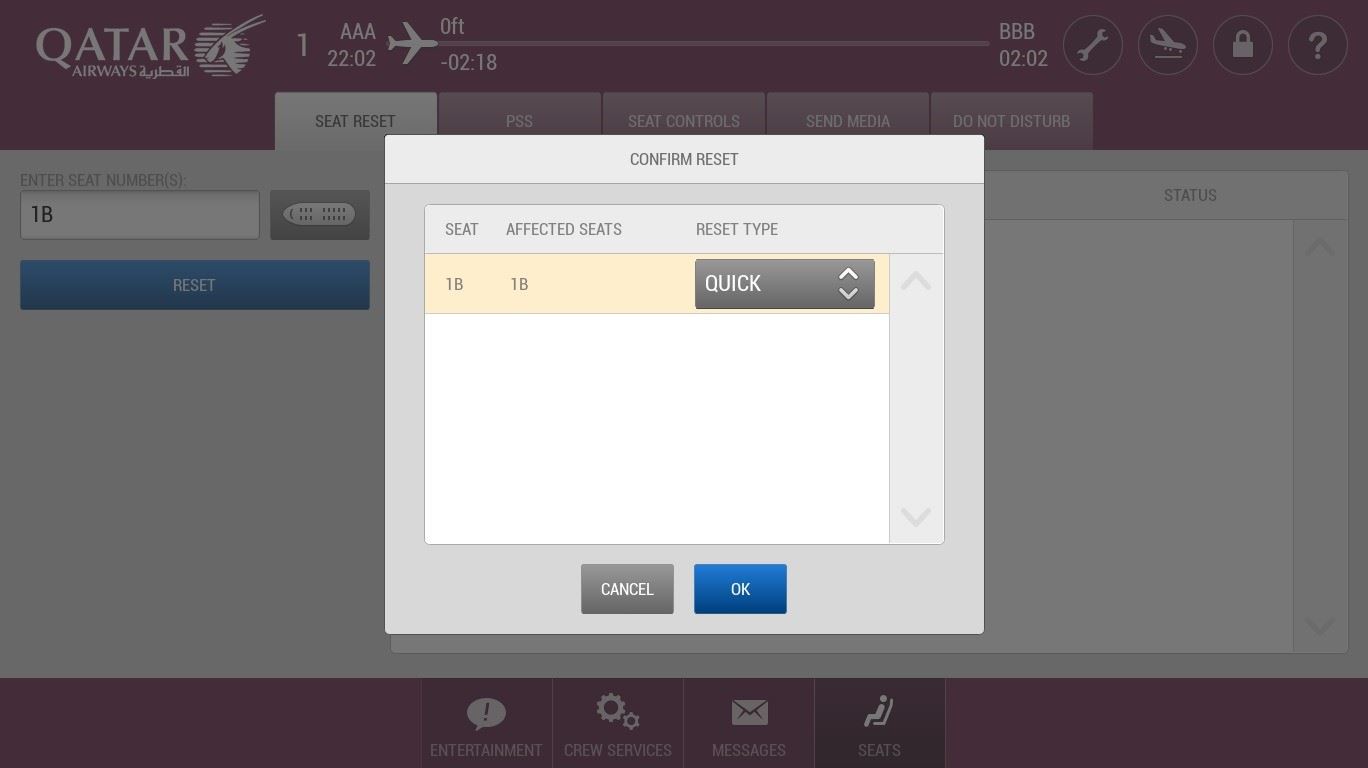 QATAR
AIRWAYS القطرية
1
AAA
22:02
0ft
-02:18
BBB
02:02
?
SEAT RESET
PSS
SEAT CONTROLS
SEND MEDIA
DO NOT DISTURB
ENTER SEAT NUMBER(S):
1B
RESET
STATUS
CONFIRM RESET
SEAT AFFECTED SEATS RESET TYPE
1B 1B QUICK
CANCEL OK
ENTERTAINMENT
CREW SERVICES
MESSAGES
SEATS